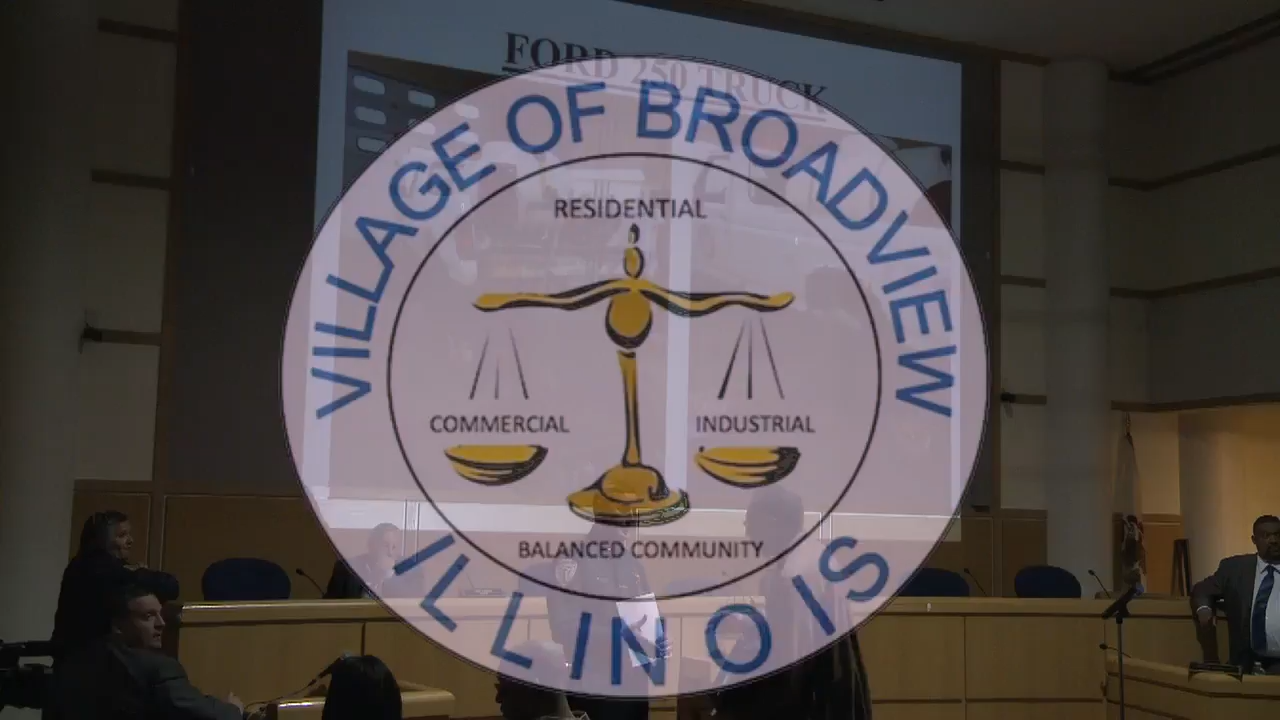 FORD 250 TRUCK
VILLAGE OF BROADVIEW
RESIDENTIAL
COMMERCIAL
INDUSTRIAL
BALANCED COMMUNITY
ILLINOIS